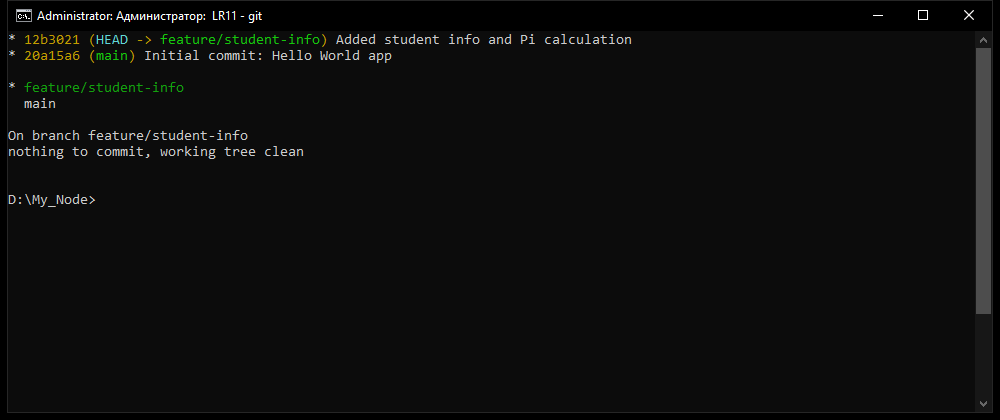 Administrator: Администратор:  LR11 - git
* 12b3021 (HEAD -> feature/student-info) Added student info and Pi calculation
* 20a15a6 (main) Initial commit: Hello World app
* feature/student-info
  main
On branch feature/student-info
nothing to commit, working tree clean
D:\My_Node>